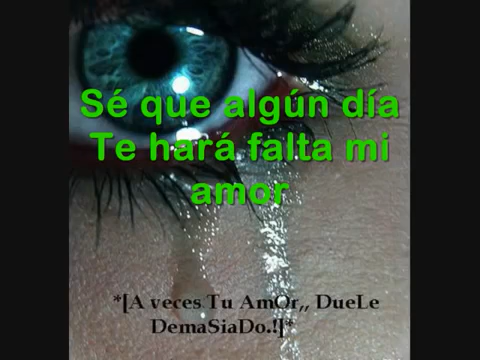 Sé que algún día
Te hará falta mi
amor
*[A veces Tu AmOr,, DueLe
DemaSiaDo.!]*